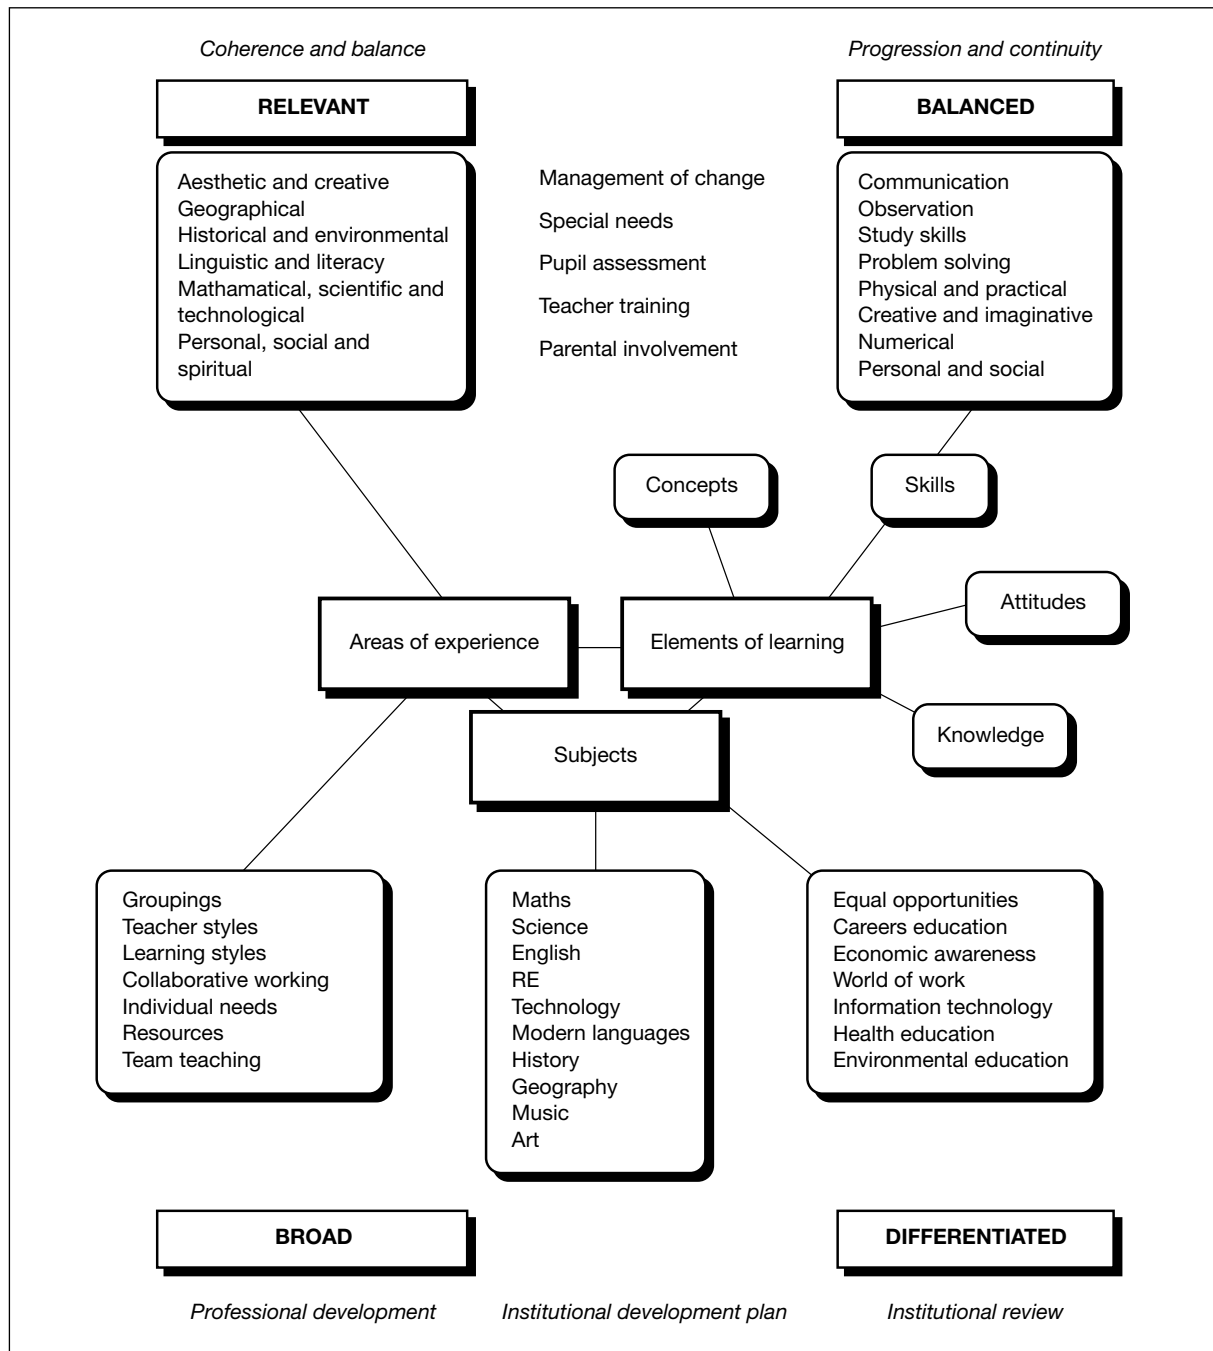 Coherence and balance
Progression and continuity
RELEVANT
BALANCED
Aesthetic and creative
Geographical
Historical and environmental
Linguistic and literacy
Mathamatical, scientific and
technological
Personal, social and
spiritual
Management of change
Special needs
Pupil assessment
Teacher training
Parental involvement
Communication
Observation
Study skills
Problem solving
Physical and practical
Creative and imaginative
Numerical
Personal and social
Concepts
Skills
Attitudes
Areas of experience
Elements of learning
Knowledge
Subjects
Groupings
Teacher styles
Learning styles
Collaborative working
Individual needs
Resources
Team teaching
Maths
Science
English
RE
Technology
Modern languages
History
Geography
Music
Art
Equal opportunities
Careers education
Economic awareness
World of work
Information technology
Health education
Environmental education
BROAD
DIFFERENTIATED
Professional development
Institutional development plan
Institutional review